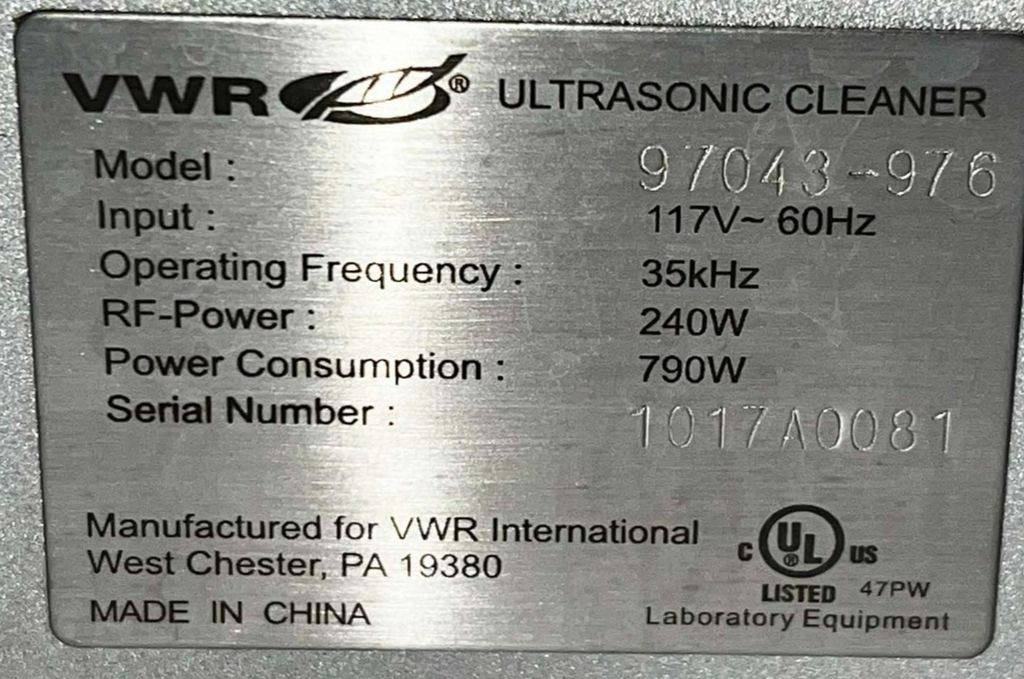 VWR® ULTRASONIC CLEANER
Model : 97043-976
Input : 117V~ 60Hz
Operating Frequency : 35kHz
RF-Power : 240W
Power Consumption : 790W
Serial Number : 1017A0081
Manufactured for VWR International
West Chester, PA 19380
MADE IN CHINA
C UL® US
LISTED 47PW
Laboratory Equipment